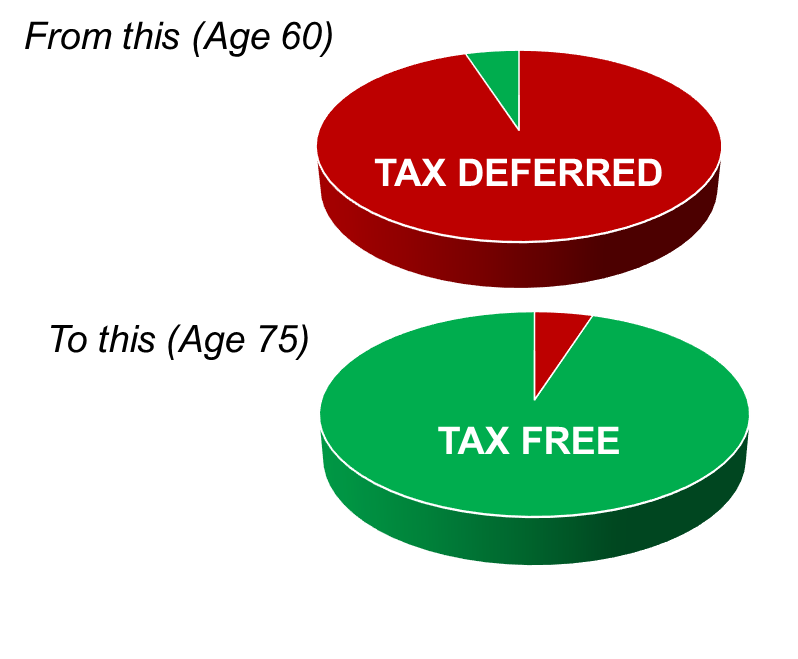 From this (Age 60)
TAX DEFERRED
To this (Age 75)
TAX FREE